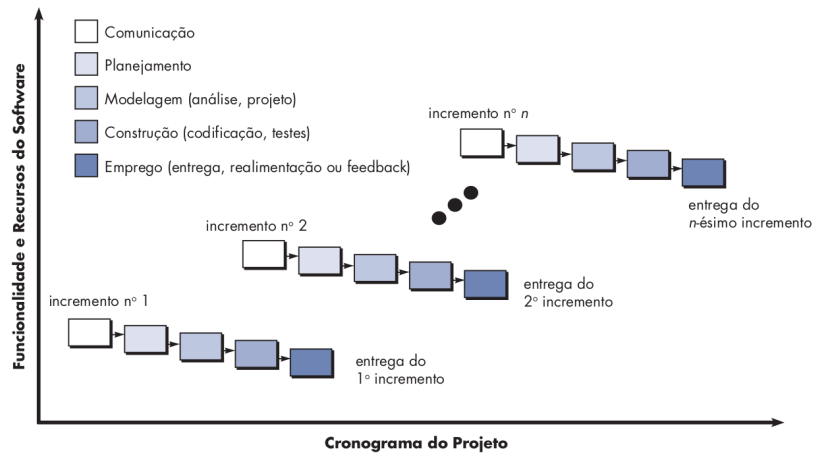 Funcionalidade e Recursos do Software
Comunicação
Planejamento
Modelagem (análise, projeto)
Construção (codificação, testes)
Emprego (entrega, realimentação ou feedback)
incremento nº n
entrega do
n-ésimo incremento
incremento nº 2
entrega do
2º incremento
incremento nº 1
entrega do
1º incremento
Cronograma do Projeto